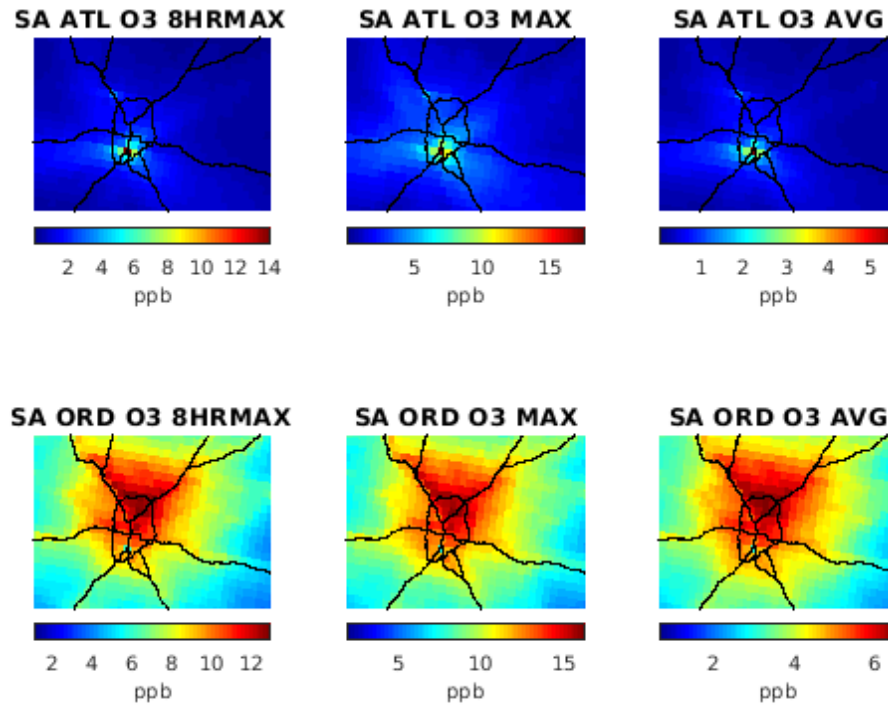 SA ATL O3 8HRMAX
SA ATL O3 MAX
SA ATL O3 AVG
2 4 6 8 10 12 14
ppb
5 10 15
ppb
1 2 3 4 5
ppb
SA ORD O3 8HRMAX
SA ORD O3 MAX
SA ORD O3 AVG
2 4 6 8 10 12
ppb
5 10 15
ppb
2 4 6
ppb